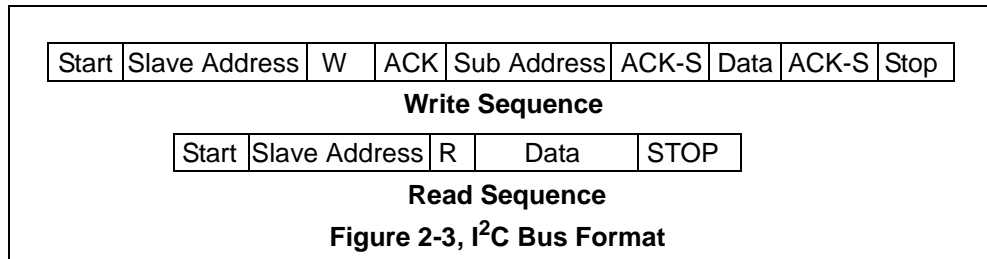 Start Slave Address W ACK Sub Address ACK-S Data ACK-S Stop
Write Sequence
Start Slave Address R Data STOP
Read Sequence
Figure 2-3, I²C Bus Format